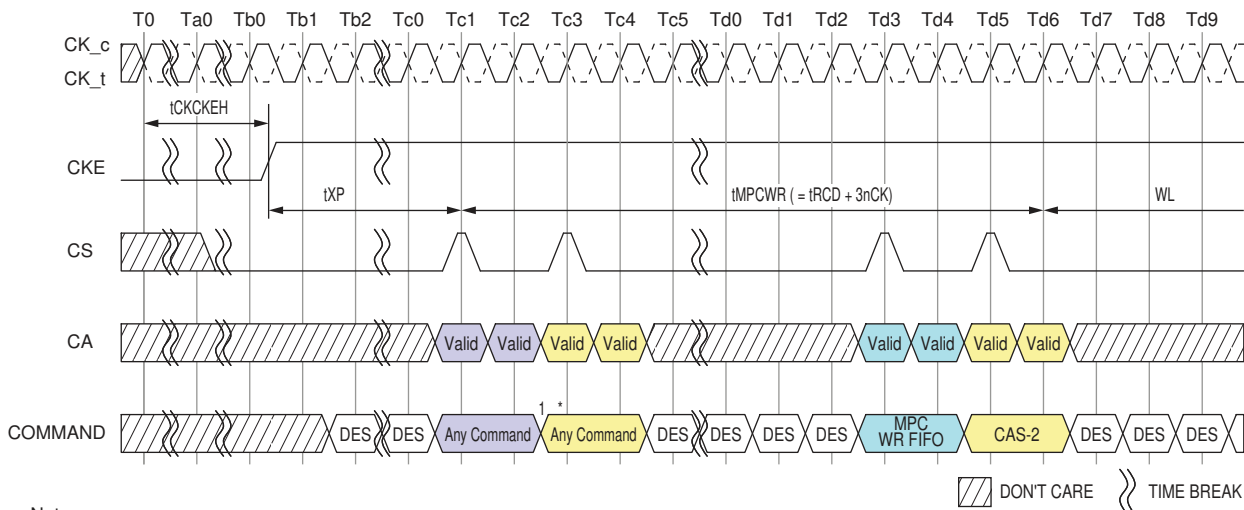 T0 Ta0 Tb0 Tb1 Tb2 Tc0 Tc1 Tc2 Tc3 Tc4 Tc5 Td0 Td1 Td2 Td3 Td4 Td5 Td6 Td7 Td8 Td9
CK_c
CK_t
tCKCKEH
CKE
tXP tMPCWR ( = tRCD + 3nCK) WL
CS
CA Valid Valid Valid Valid Valid Valid Valid Valid
1 *
COMMAND DES DES Any Command Any Command DES DES DES DES MPC WR FIFO CAS-2 DES DES DES
DON'T CARE TIME BREAK